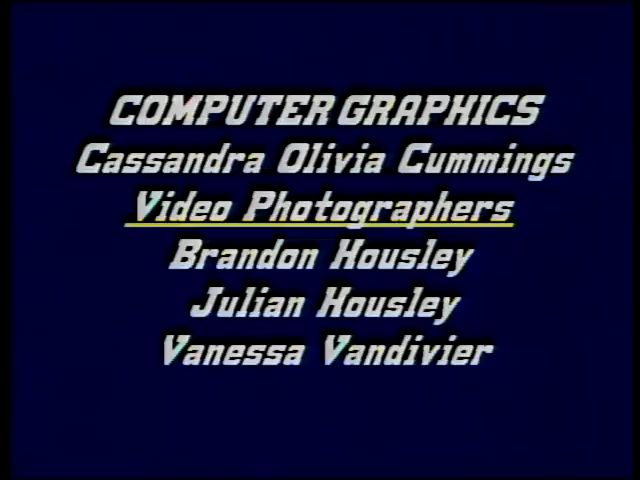 COMPUTER GRAPHICS
Cassandra Olivia Cummings
Video Photographers
Brandon Housley
Julian Housley
Vanessa Vandivier